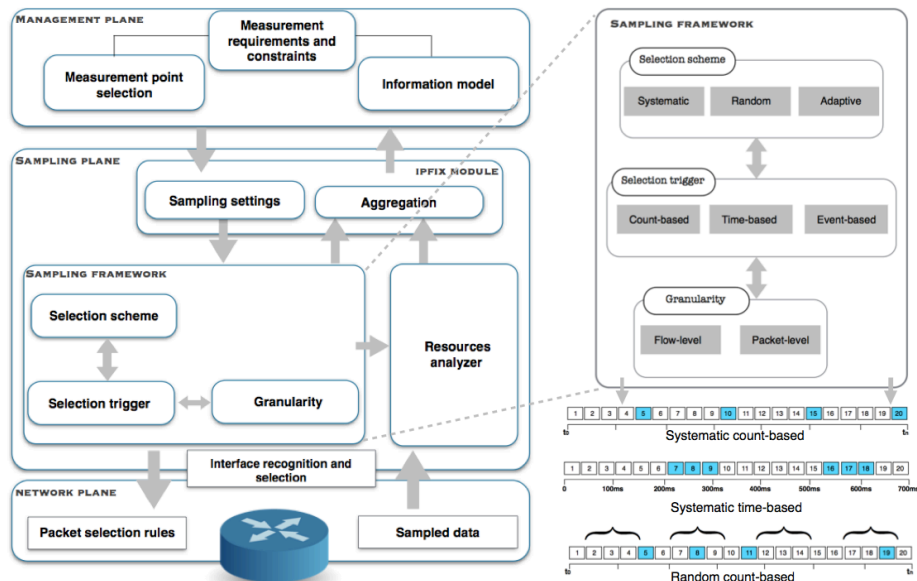 MANAGEMENT PLANE
Measurement
requirements and
constraints
Measurement point
selection
Information model
SAMPLING PLANE
IPFIX MODULE
Sampling settings
Aggregation
SAMPLING FRAMEWORK
Selection scheme
Selection trigger
Granularity
Resources
analyzer
Interface recognition and
selection
NETWORK PLANE
Packet selection rules
Sampled data
SAMPLING FRAMEWORK
Selection scheme
Systematic
Random
Adaptive
Selection trigger
Count-based
Time-based
Event-based
Granularity
Flow-level
Packet-level
1 2 3 4 5 6 7 8 9 10 11 12 13 14 15 16 17 18 19 20
t0 tn
Systematic count-based
1 2 3 4 5 6 7 8 9 10 11 12 13 14 15 16 17 18 19 20
0 100ms 200ms 300ms 400ms 500ms 600ms 700ms
Systematic time-based
1 2 3 4 5 6 7 8 9 10 11 12 13 14 15 16 17 18 19 20
t0 tn
Random count-based